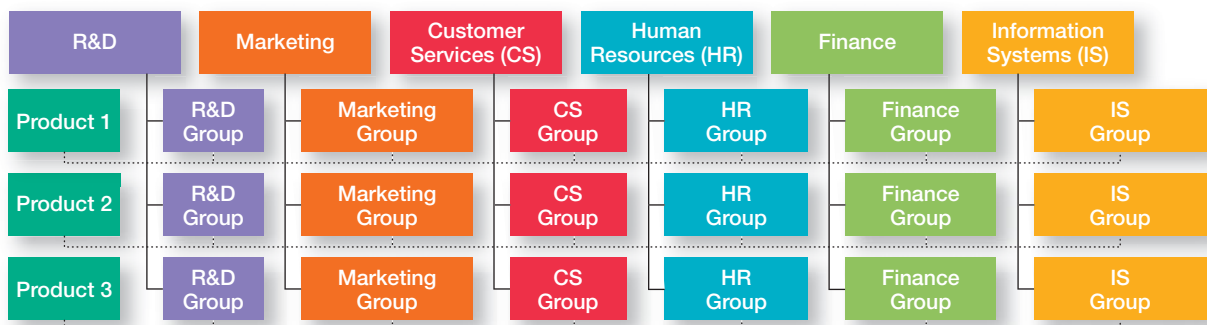 R&D
Marketing
Customer
Services (CS)
Human
Resources (HR)
Finance
Information
Systems (IS)
Product 1
R&D
Group
Marketing
Group
CS
Group
HR
Group
Finance
Group
IS
Group
Product 2
R&D
Group
Marketing
Group
CS
Group
HR
Group
Finance
Group
IS
Group
Product 3
R&D
Group
Marketing
Group
CS
Group
HR
Group
Finance
Group
IS
Group